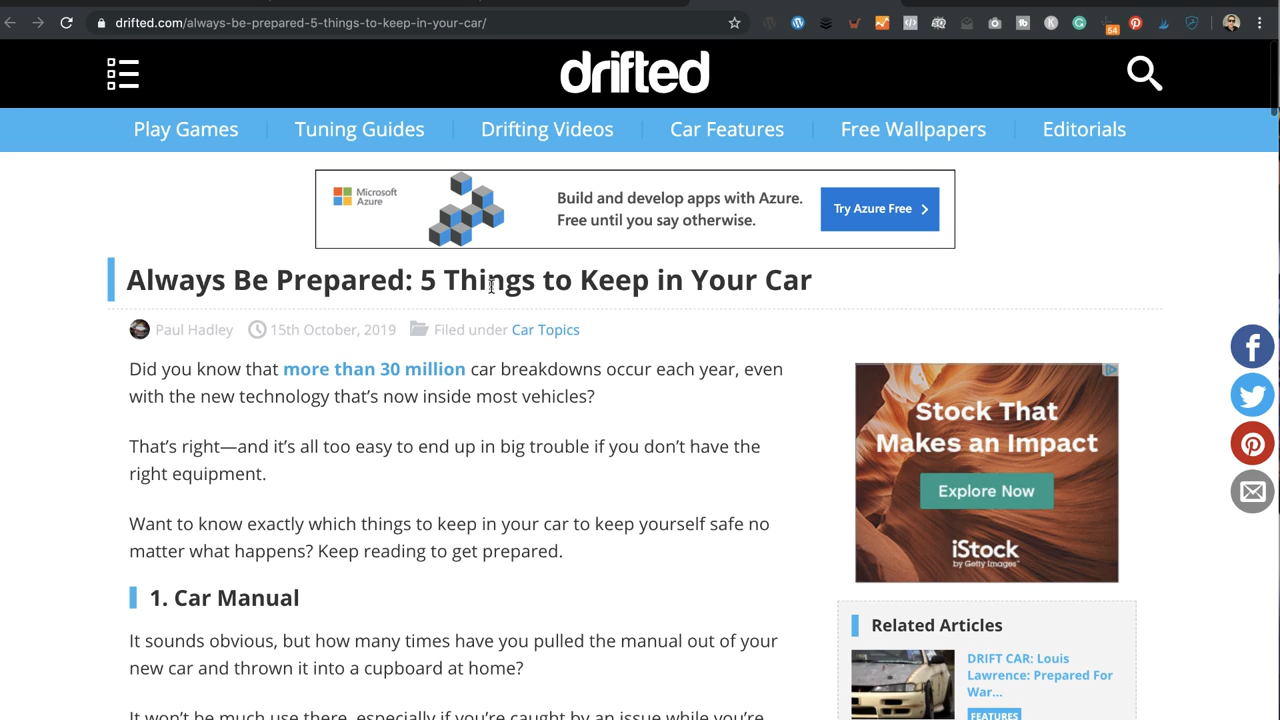 drifted.com/always-be-prepared-5-things-to-keep-in-your-car/
54
drifted
Play Games
Tuning Guides
Drifting Videos
Car Features
Free Wallpapers
Editorials
Microsoft
Azure
Build and develop apps with Azure.
Free until you say otherwise.
Try Azure Free
Always Be Prepared: 5 Things to Keep in Your Car
Paul Hadley 15th October, 2019 Filed under Car Topics
Did you know that more than 30 million car breakdowns occur each year, even
with the new technology that's now inside most vehicles?
That's right—and it's all too easy to end up in big trouble if you don't have the
right equipment.
Want to know exactly which things to keep in your car to keep yourself safe no
matter what happens? Keep reading to get prepared.
1. Car Manual
It sounds obvious, but how many times have you pulled the manual out of your
new car and thrown it into a cupboard at home?
It won't be much use there, especially if you're caught by an issue while you're
Stock That
Makes an Impact
Explore Now
iStock
by Getty Images™
Related Articles
DRIFT CAR: Louis
Lawrence: Prepared For
War...
FEATURES